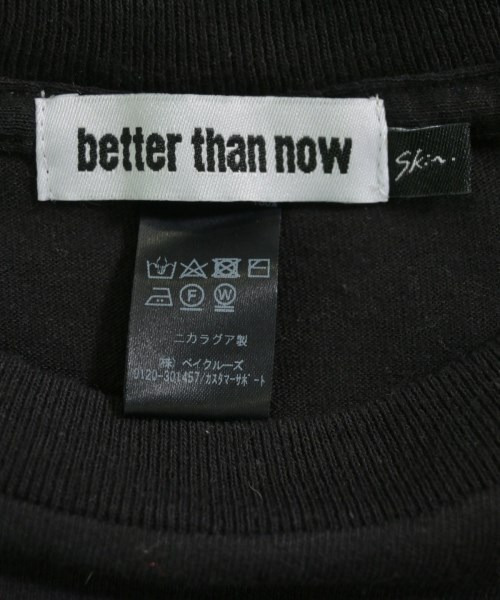 better than now
Skin.
F W
ニカラグア製
(株) ベイクルーズ
0120-301457/カスタマーサポート